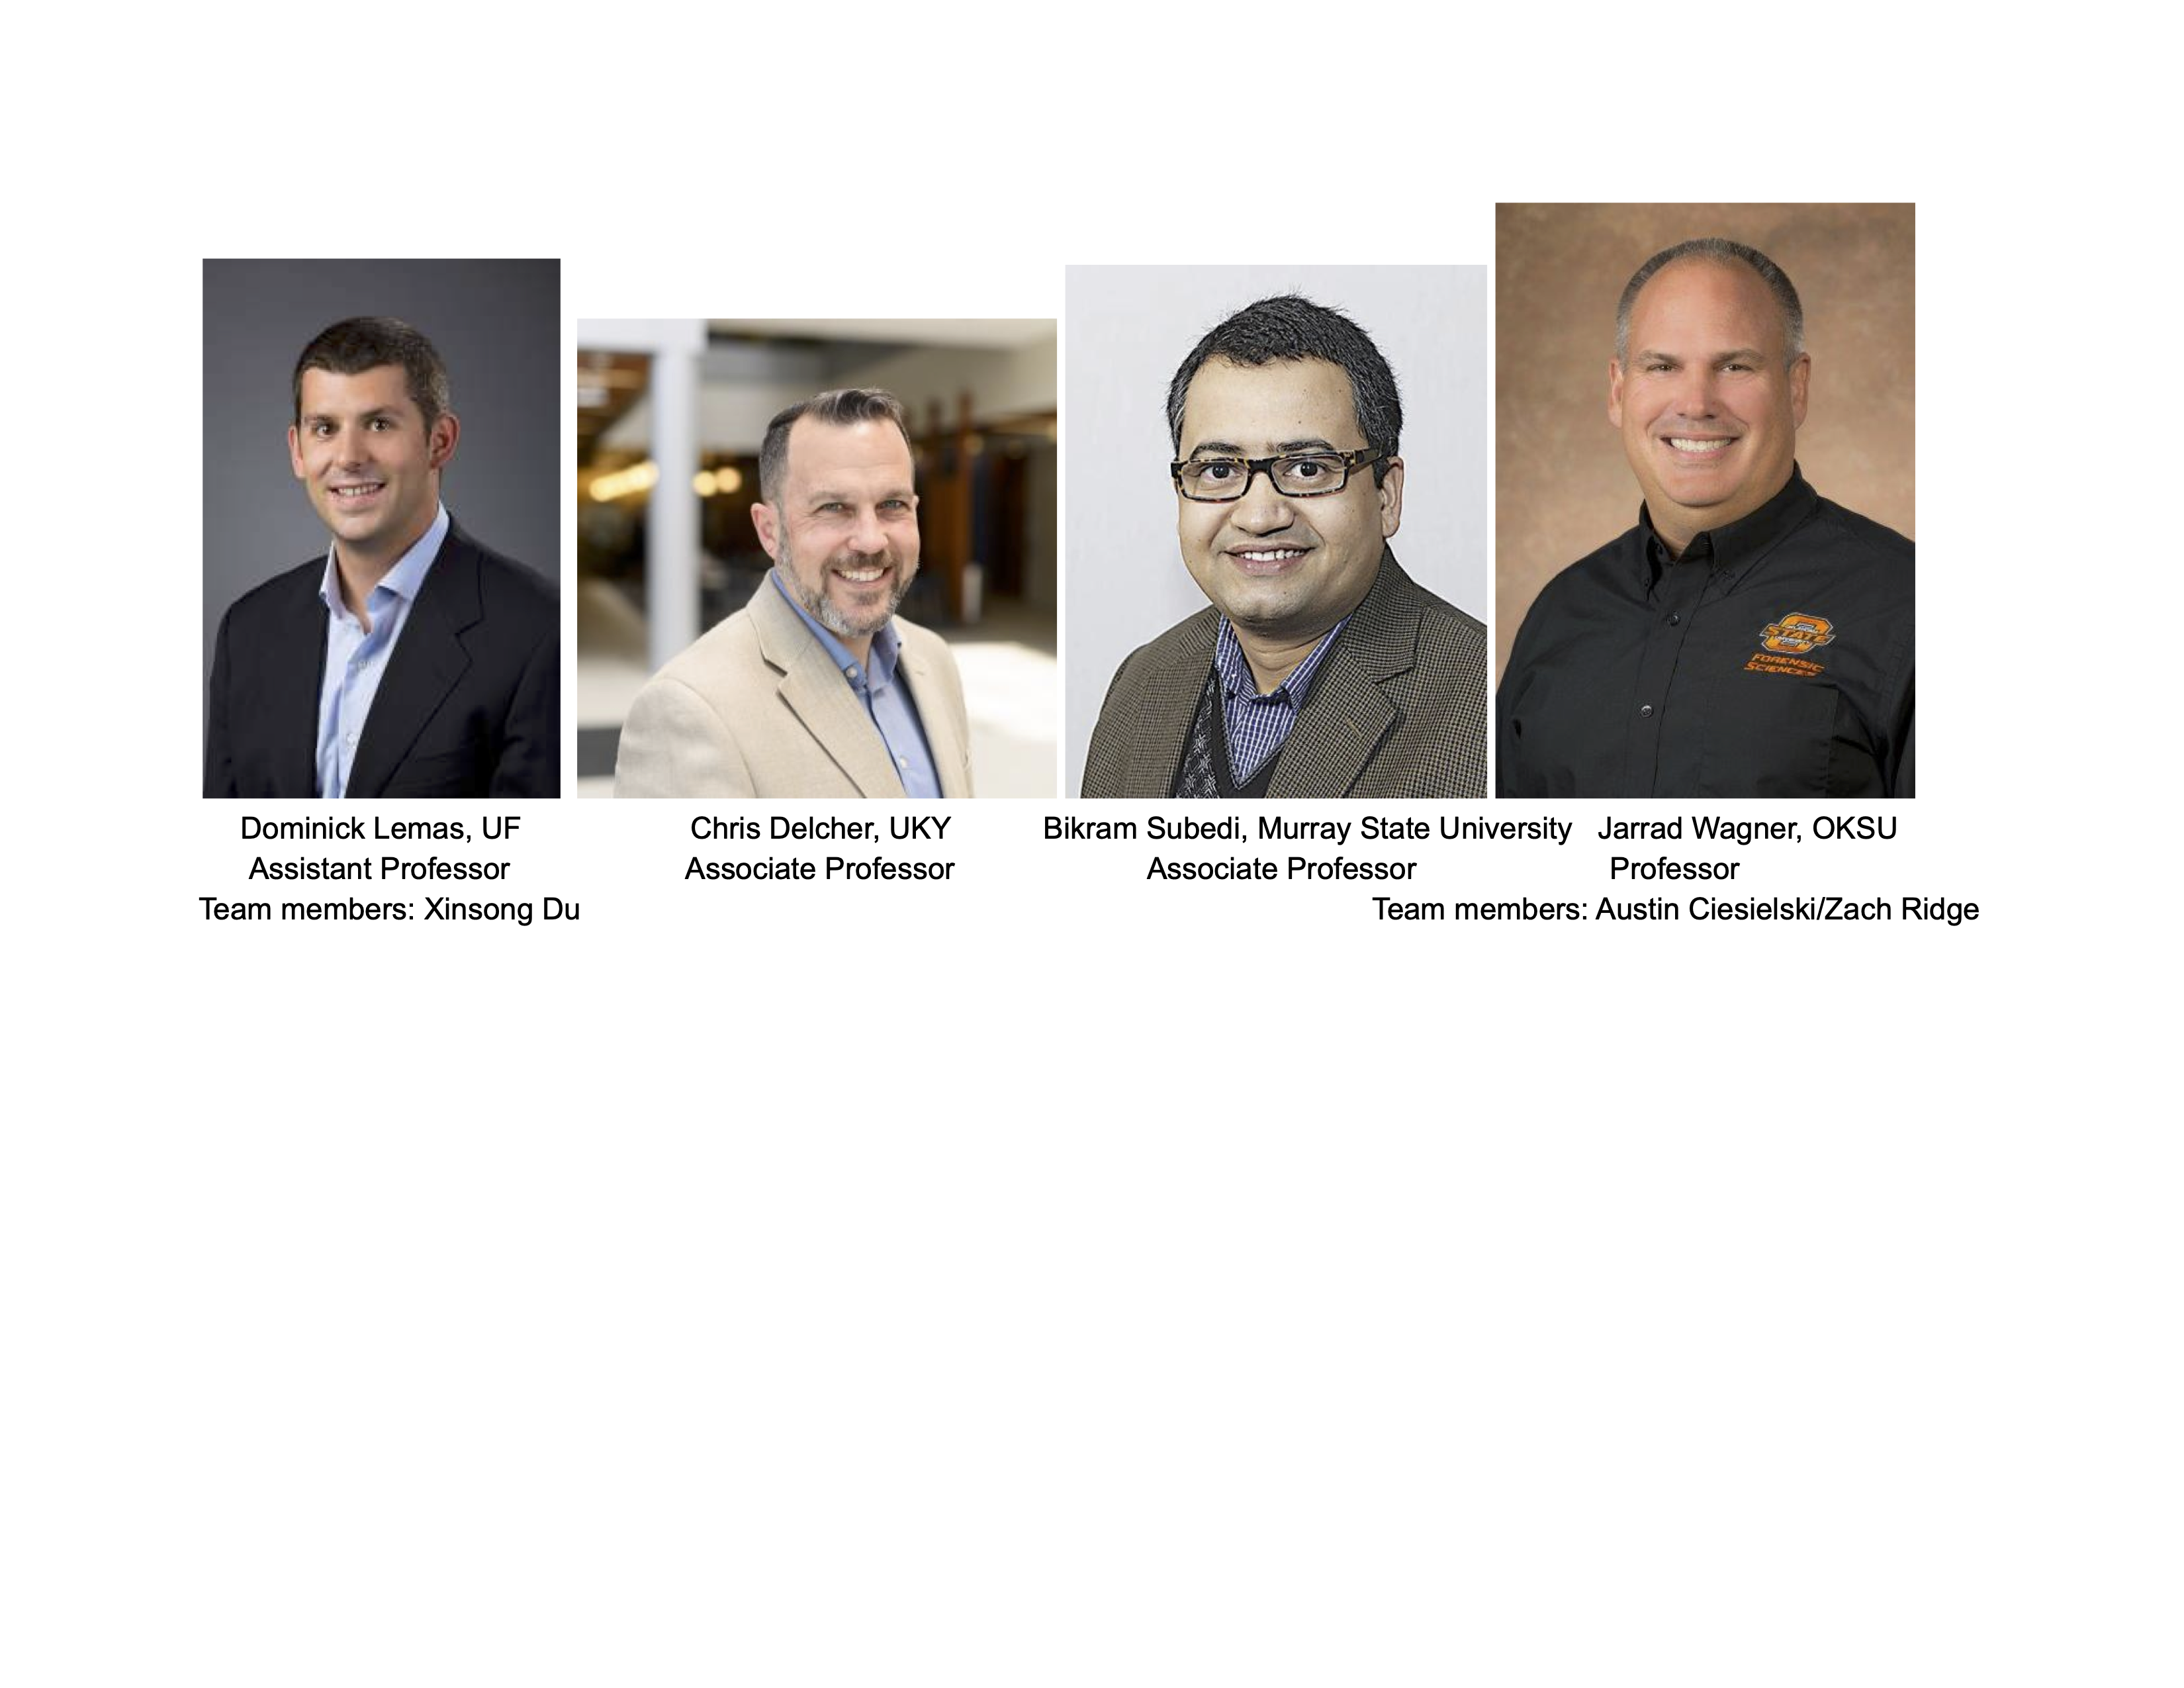 Dominick Lemas, UF
Assistant Professor
Team members: Xinsong Du
Chris Delcher, UKY
Associate Professor
Bikram Subedi, Murray State University
Associate Professor
Jarrad Wagner, OKSU
Professor
Team members: Austin Ciesielski/Zach Ridge
STATE
FORENSIC
SCIENCES